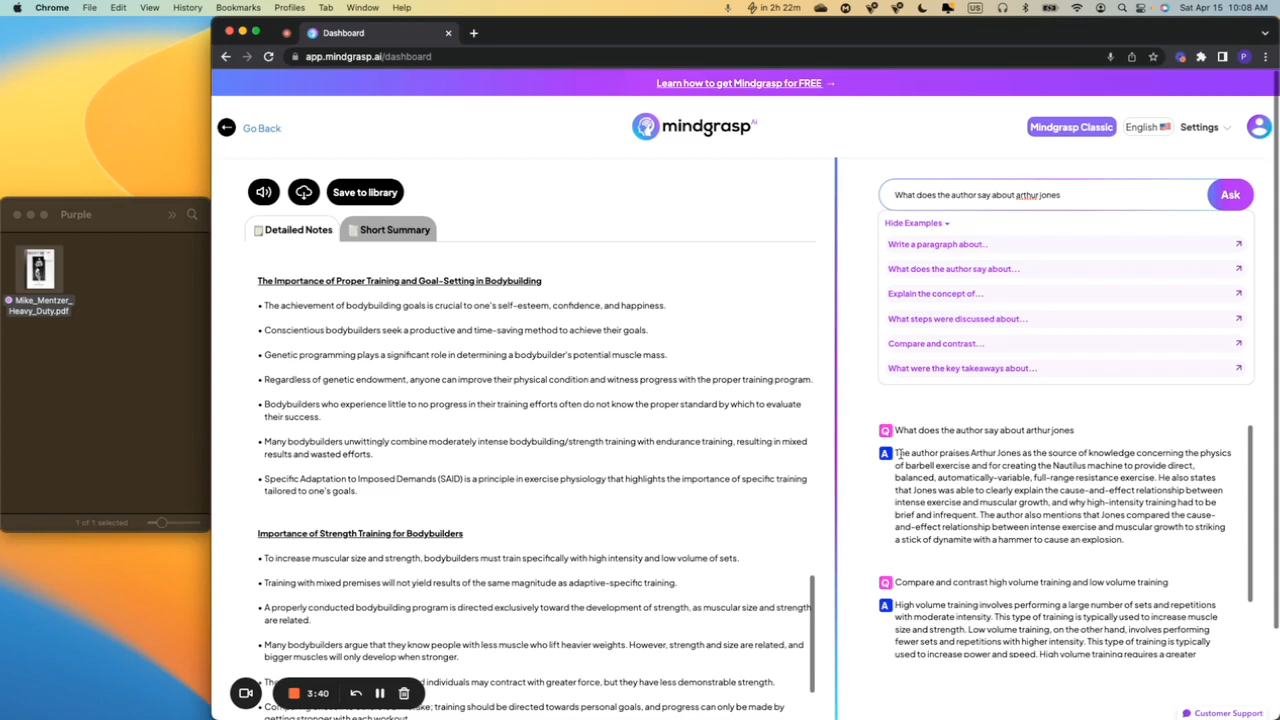 Chrome File Edit View History Bookmarks Profiles Tab Window Help
in 2h 22m US Sat Apr 15 10:08 AM
Dashboard
app.mindgrasp.ai/dashboard
P
Learn how to get Mindgrasp for FREE →
Go Back
mindgrasp AI
Mindgrasp Classic
English
Settings
Save to library
Detailed Notes
Short Summary
Purple
Mike_Mentzer_
Heavy_Duty.pdf
1 of 1 selected
The Importance of Proper Training and Goal-Setting in Bodybuilding
• The achievement of bodybuilding goals is crucial to one's self-esteem, confidence, and happiness.
• Conscientious bodybuilders seek a productive and time-saving method to achieve their goals.
• Genetic programming plays a significant role in determining a bodybuilder's potential muscle mass.
• Regardless of genetic endowment, anyone can improve their physical condition and witness progress with the proper training program.
• Bodybuilders who experience little to no progress in their training efforts often do not know the proper standard by which to evaluate
their success.
• Many bodybuilders unwittingly combine moderately intense bodybuilding/strength training with endurance training, resulting in mixed
results and wasted efforts.
• Specific Adaptation to Imposed Demands (SAID) is a principle in exercise physiology that highlights the importance of specific training
tailored to one's goals.
Importance of Strength Training for Bodybuilders
• To increase muscular size and strength, bodybuilders must train specifically with high intensity and low volume of sets.
• Training with mixed premises will not yield results of the same magnitude as adaptive-specific training.
• A properly conducted bodybuilding program is directed exclusively toward the development of strength, as muscular size and strength
are related.
• Many bodybuilders argue that they know people with less muscle who lift heavier weights. However, strength and size are related, and
bigger muscles will only develop when stronger.
individuals may contract with greater force, but they have less demonstrable strength.
training should be directed towards personal goals, and progress can only be made by
getting stronger with each workout.
3:40
What does the author say about arthur jones
Ask
Hide Examples
Write a paragraph about..
What does the author say about...
Explain the concept of...
What steps were discussed about...
Compare and contrast...
What were the key takeaways about...
Q What does the author say about arthur jones
A The author praises Arthur Jones as the source of knowledge concerning the physics
of barbell exercise and for creating the Nautilus machine to provide direct,
balanced, automatically-variable, full-range resistance exercise. He also states
that Jones was able to clearly explain the cause-and-effect relationship between
intense exercise and muscular growth, and why high-intensity training had to be
brief and infrequent. The author also mentions that Jones compared the cause-
and-effect relationship between intense exercise and muscular growth to striking
a stick of dynamite with a hammer to cause an explosion.
Q Compare and contrast high volume training and low volume training
A High volume training involves performing a large number of sets and repetitions
with moderate intensity. This type of training is typically used to increase muscle
size and strength. Low volume training, on the other hand, involves performing
fewer sets and repetitions with higher intensity. This type of training is typically
used to increase power and speed. High volume training requires a greater
Customer Support